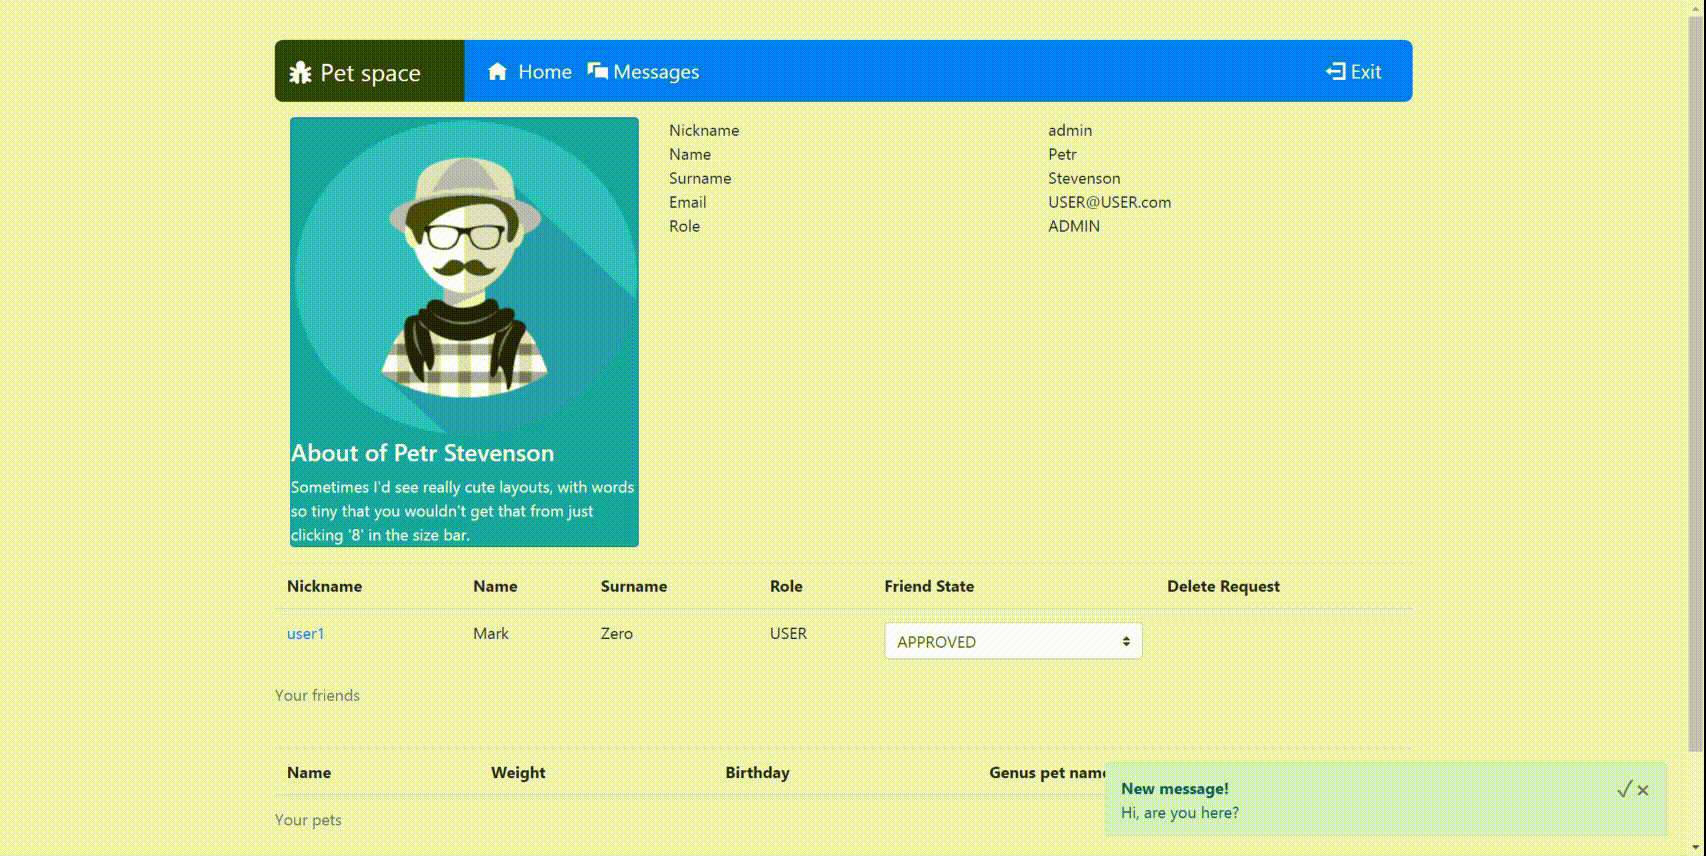 Pet space Home Messages Exit
Nickname admin
Name Petr
Surname Stevenson
Email USER@USER.com
Role ADMIN
About of Petr Stevenson
Sometimes I'd see really cute layouts, with words
so tiny that you wouldn't get that from just
clicking '8' in the size bar.
Nickname Name Surname Role Friend State Delete Request
user1 Mark Zero USER APPROVED
Your friends
Name Weight Birthday Genus pet name
Your pets
New message!
Hi, are you here?